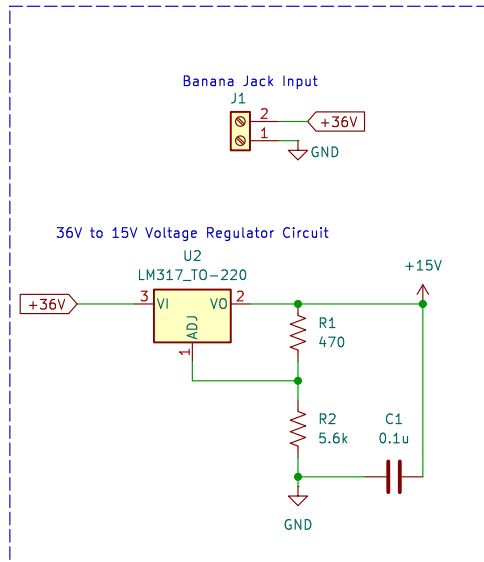 Banana Jack Input
J1
2
+36V
1
GND
36V to 15V Voltage Regulator Circuit
U2
LM317_TO-220
+15V
+36V
3
VI
VO
2
ADJ
1
R1
470
R2
5.6k
C1
0.1u
GND